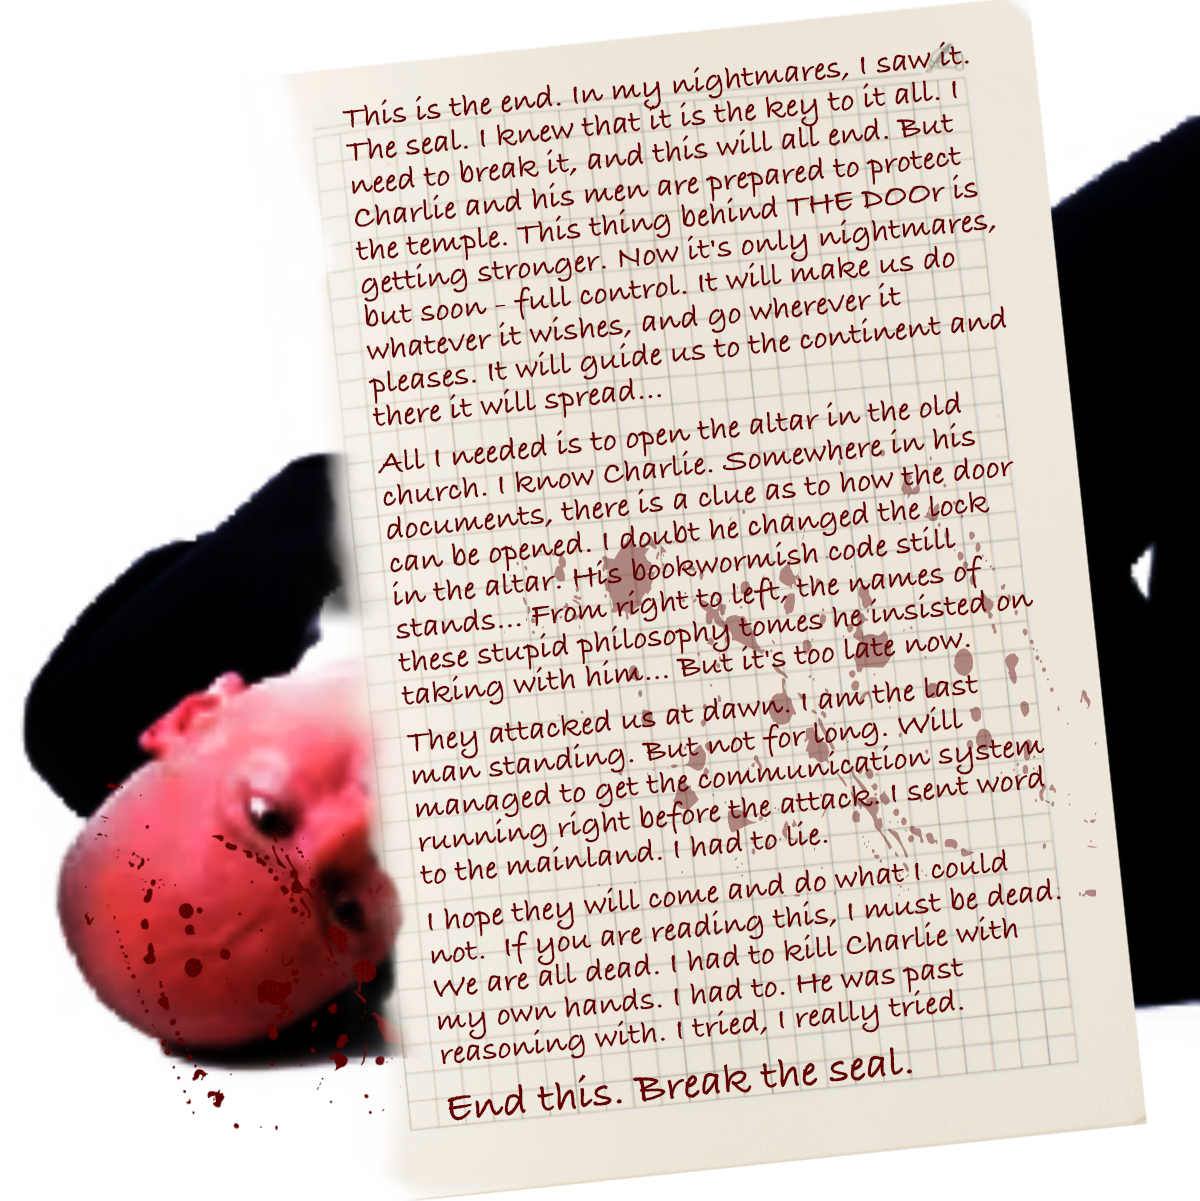 This is the end. In my nightmares, I saw it.
The seal. I knew that it is the key to it all. I
need to break it, and this will all end. But
Charlie and his men are prepared to protect
the temple. This thing behind THE DOOr is
getting stronger. Now it's only nightmares,
but soon - full control. It will make us do
whatever it wishes, and go wherever it
pleases. It will guide us to the continent and
there it will spread...
All I needed is to open the altar in the old
church. I know Charlie. Somewhere in his
documents, there is a clue as to how the door
can be opened. I doubt he changed the lock
in the altar. His bookwormish code still
stands... From right to left, the names of
these stupid philosophy tomes he insisted on
taking with him... But it's too late now.
They attacked us at dawn. I am the last
man standing. But not for long. Will
managed to get the communication system
running right before the attack. I sent word
to the mainland. I had to lie.
I hope they will come and do what I could
not. If you are reading this, I must be dead.
We are all dead. I had to kill Charlie with
my own hands. I had to. He was past
reasoning with. I tried, I really tried.
End this. Break the seal.